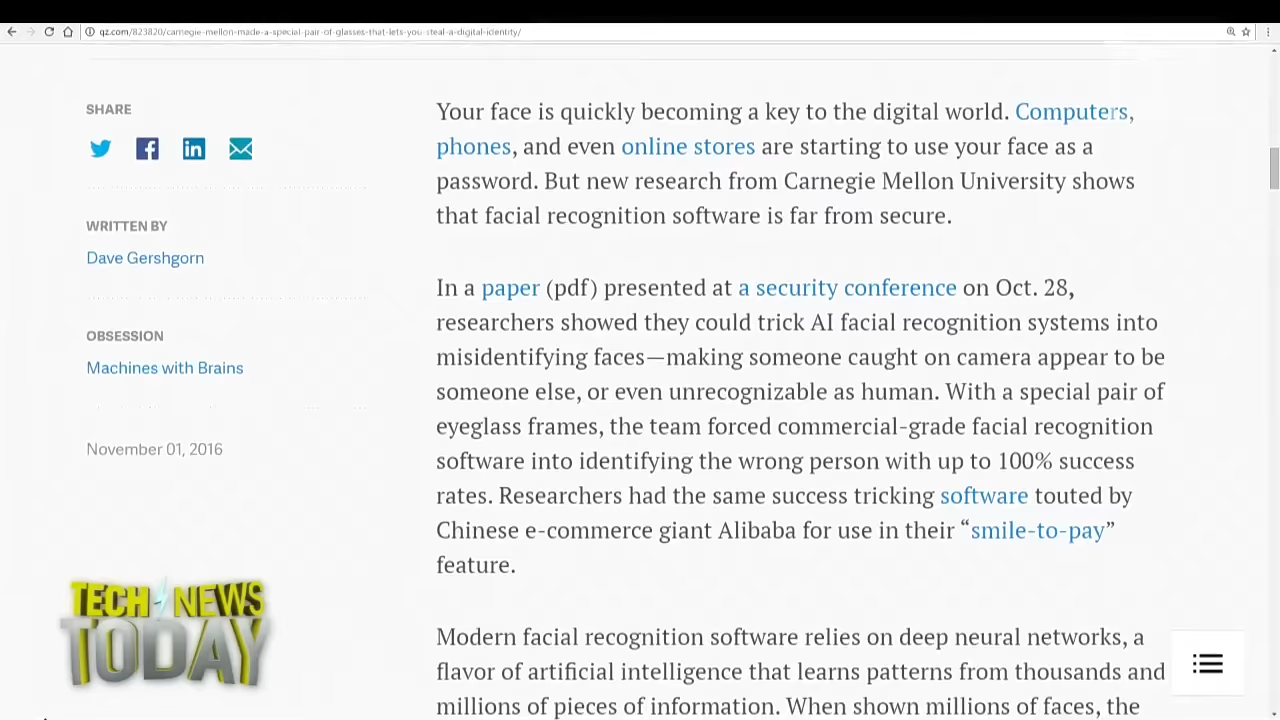 qz.com/823820/carnegie-mellon-made-a-special-pair-of-glasses-that-lets-you-steal-a-digital-identity/
SHARE
WRITTEN BY
Dave Gershgorn
OBSESSION
Machines with Brains
November 01, 2016
TECH NEWS
TODAY
Your face is quickly becoming a key to the digital world. Computers,
phones, and even online stores are starting to use your face as a
password. But new research from Carnegie Mellon University shows
that facial recognition software is far from secure.
In a paper (pdf) presented at a security conference on Oct. 28,
researchers showed they could trick AI facial recognition systems into
misidentifying faces—making someone caught on camera appear to be
someone else, or even unrecognizable as human. With a special pair of
eyeglass frames, the team forced commercial-grade facial recognition
software into identifying the wrong person with up to 100% success
rates. Researchers had the same success tricking software touted by
Chinese e-commerce giant Alibaba for use in their “smile-to-pay”
feature.
Modern facial recognition software relies on deep neural networks, a
flavor of artificial intelligence that learns patterns from thousands and
millions of pieces of information. When shown millions of faces, the